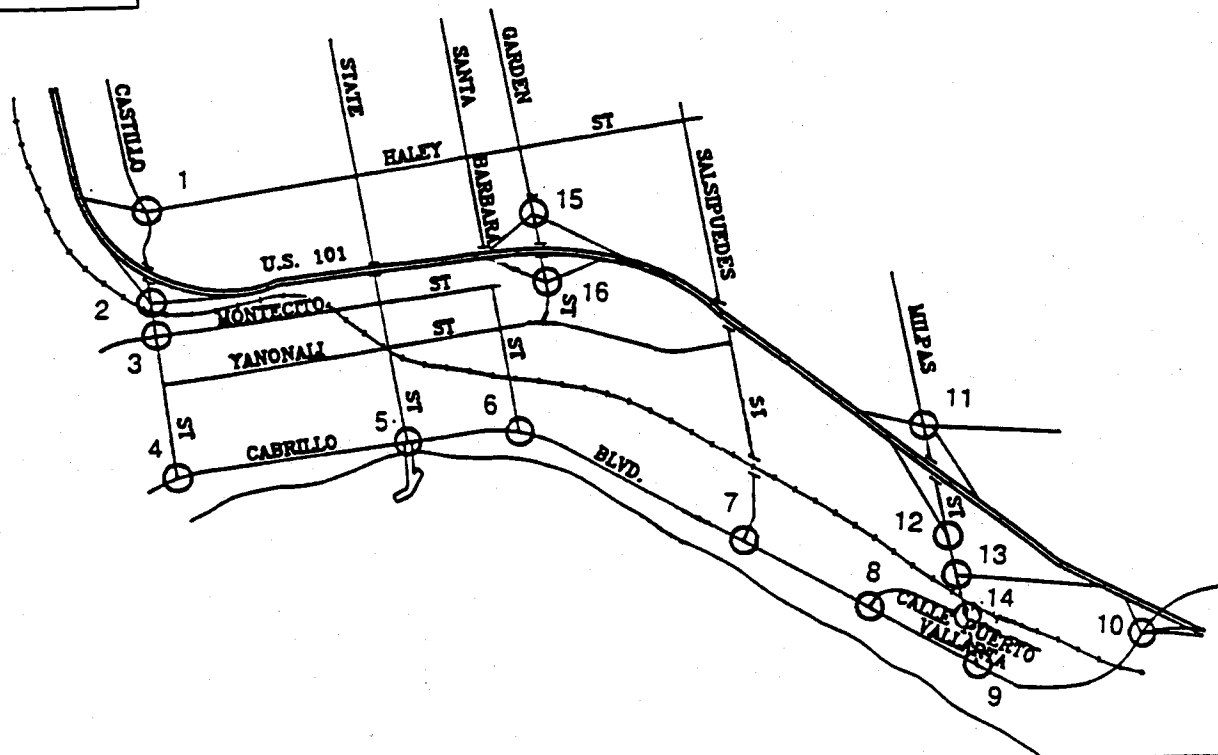 GARDEN
SANTA
STATE
CASTILLO
ST
HALEY
1
BARBARA
15
SALSIPUEDES
U.S. 101
ST
2
MONTECITO.
16
ST
MILPAS
3
YANONALI
ST
ST
ST
5
6
11
4
ST
CABRILLO
BLVD.
ST
7
12
ST
13
8
14
CALLE PUERTO
VALLARTA
10
9